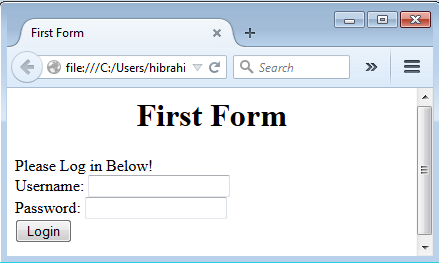 First Form
file:///C:/Users/hibrahi
Search
First Form
Please Log in Below!
Username:
Password:
Login